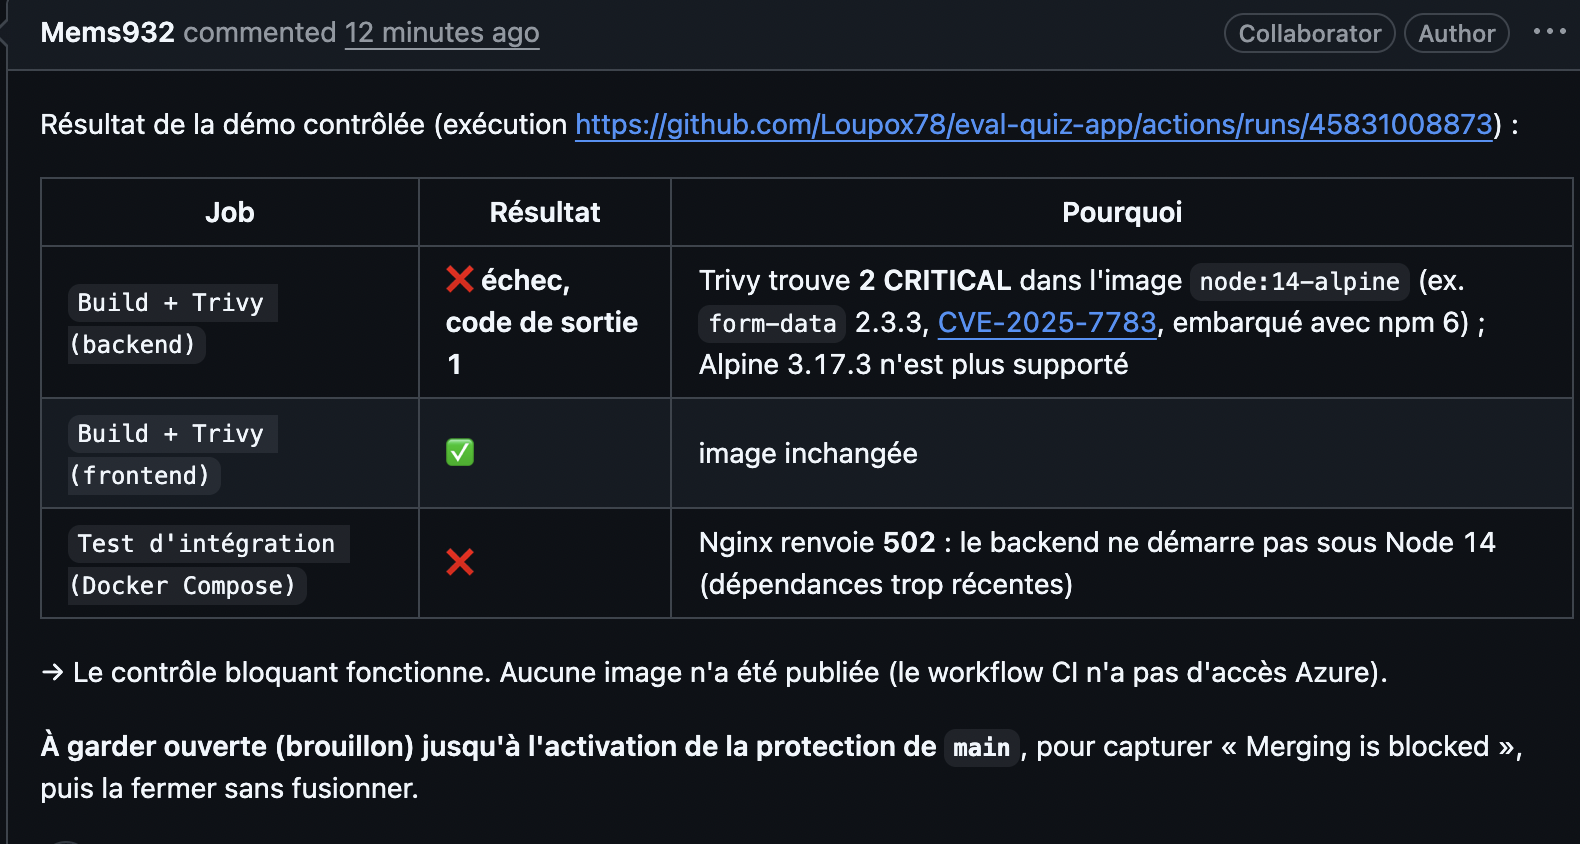 Mems932 commented 12 minutes ago Collaborator Author
Résultat de la démo contrôlée (exécution https://github.com/Loupox78/eval-quiz-app/actions/runs/45831008873) :
Job Résultat Pourquoi
Build + Trivy
(backend)
❌ échec,
code de sortie
1
Trivy trouve 2 CRITICAL dans l'image node:14-alpine (ex.
form-data 2.3.3, CVE-2025-7783, embarqué avec npm 6) ;
Alpine 3.17.3 n'est plus supporté
Build + Trivy
(frontend)
✅
image inchangée
Test d'intégration
(Docker Compose)
❌
Nginx renvoie 502 : le backend ne démarre pas sous Node 14
(dépendances trop récentes)
→ Le contrôle bloquant fonctionne. Aucune image n'a été publiée (le workflow CI n'a pas d'accès Azure).
À garder ouverte (brouillon) jusqu'à l'activation de la protection de main, pour capturer « Merging is blocked »,
puis la fermer sans fusionner.